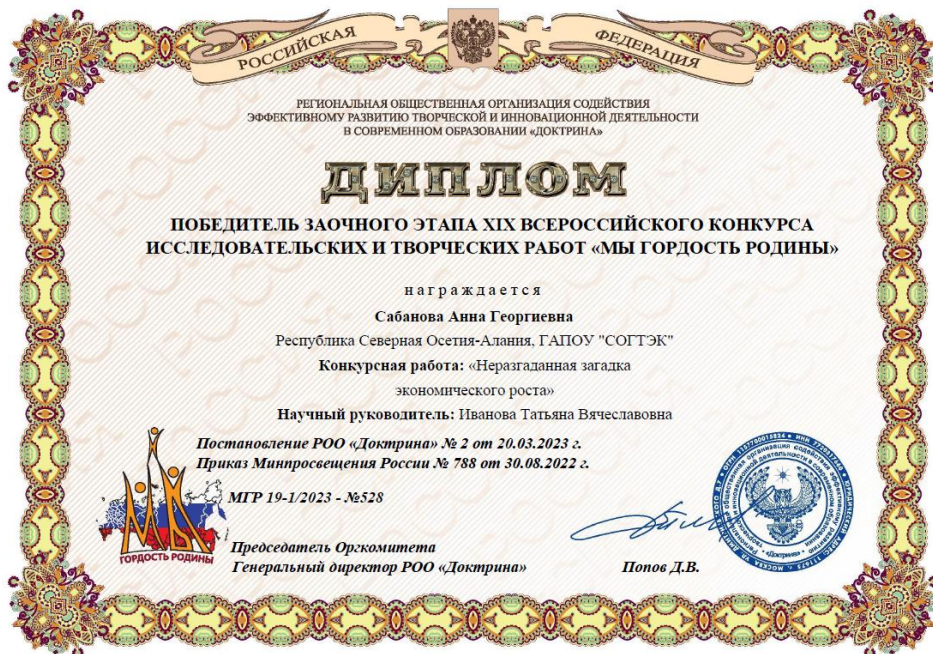 РОССИЙСКАЯ ФЕДЕРАЦИЯ
РЕГИОНАЛЬНАЯ ОБЩЕСТВЕННАЯ ОРГАНИЗАЦИЯ СОДЕЙСТВИЯ
ЭФФЕКТИВНОМУ РАЗВИТИЮ ТВОРЧЕСКОЙ И ИННОВАЦИОННОЙ ДЕЯТЕЛЬНОСТИ
В СОВРЕМЕННОМ ОБРАЗОВАНИИ «ДОКТРИНА»
ДИПЛОМ
ПОБЕДИТЕЛЬ ЗАОЧНОГО ЭТАПА XIX ВСЕРОССИЙСКОГО КОНКУРСА
ИССЛЕДОВАТЕЛЬСКИХ И ТВОРЧЕСКИХ РАБОТ «МЫ ГОРДОСТЬ РОДИНЫ»
награждается
Сабанова Анна Георгиевна
Республика Северная Осетия-Алания, ГАПОУ "СОГТЭК"
Конкурсная работа: «Неразгаданная загадка
экономического роста»
Научный руководитель: Иванова Татьяна Вячеславовна
Постановление РОО «Доктрина» № 2 от 20.03.2023 г.
Приказ Минпросвещения России № 788 от 30.08.2022 г.
МГР 19-1/2023 - №528
ГОРДОСТЬ РОДИНЫ
Председатель Оргкомитета
Генеральный директор РОО «Доктрина» Попов Д.В.
«Доктрина»